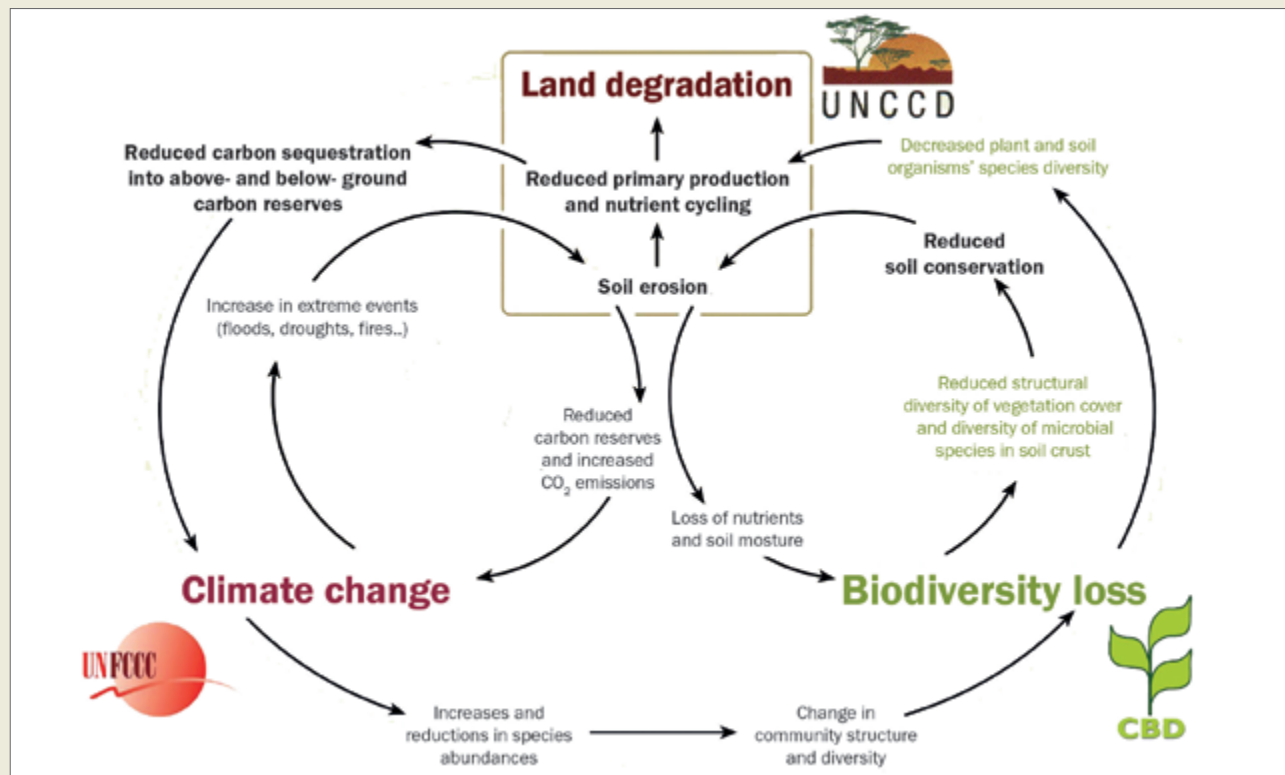 Land degradation
UNCCD
Reduced carbon sequestration
into above- and below- ground
carbon reserves
Reduced primary production
and nutrient cycling
Decreased plant and soil
organisms' species diversity
Reduced
soil conservation
Soil erosion
Increase in extreme events
(floods, droughts, fires..)
Reduced
carbon reserves
and increased
CO₂ emissions
Reduced structural
diversity of vegetation cover
and diversity of microbial
species in soil crust
Loss of nutrients
and soil mosture
Climate change
Biodiversity loss
UNFCCC
Increases and
reductions in species
abundances
Change in
community structure
and diversity
CBD